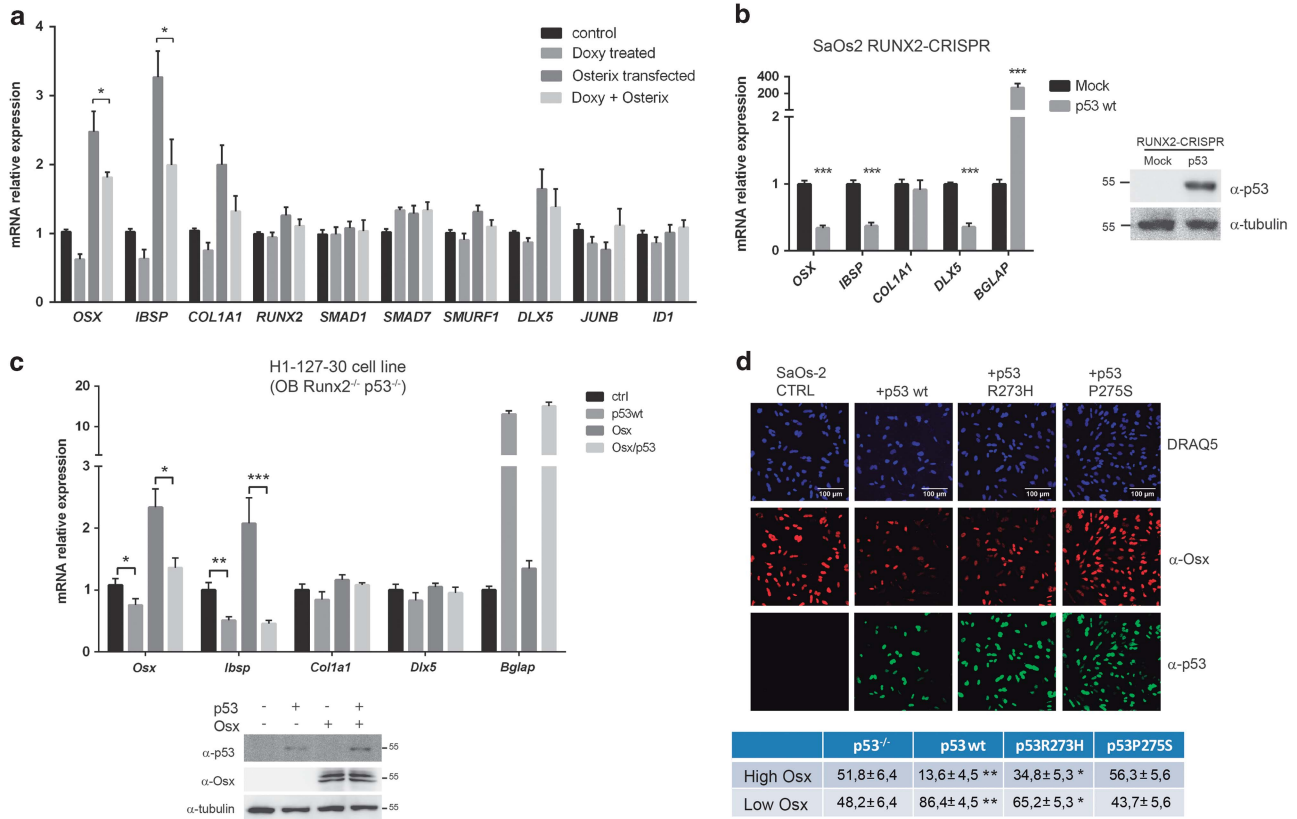 a
4
3
2
1
0
mRNA relative expression
*
*
control
Doxy treated
Osterix transfected
Doxy + Osterix
OSX IBSP COL1A1 RUNX2 SMAD1 SMAD7 SMURF1 DLX5 JUNB ID1
b
SaOs2 RUNX2-CRISPR
400
200
2
1
0
mRNA relative expression
*** *** *** ***
Mock
p53 wt
OSX IBSP COL1A1 DLX5 BGLAP
RUNX2-CRISPR
Mock p53
55 α-p53
55 α-tubulin
c
H1-127-30 cell line
(OB Runx2-/- p53-/-)
20
10
3
2
1
0
mRNA relative expression
* * ** ***
ctrl
p53wt
Osx
Osx/p53
Osx Ibsp Col1a1 Dlx5 Bglap
p53 - + - +
Osx - - + +
α-p53 55
α-Osx 55
α-tubulin 55
d
SaOs-2 CTRL
+p53 wt
+p53 R273H
+p53 P275S
100 μm 100 μm 100 μm 100 μm
DRAQ5
α-Osx
α-p53
p53-/- p53 wt p53R273H p53P275S
High Osx 51,8±6,4 13,6±4,5 ** 34,8±5,3 * 56,3±5,6
Low Osx 48,2±6,4 86,4±4,5 ** 65,2±5,3 * 43,7±5,6